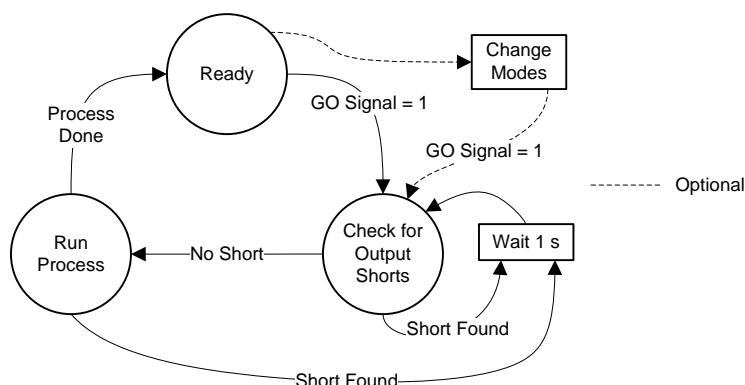 Ready
Change
Modes
GO Signal = 1
Process
Done
GO Signal = 1
Optional
Run
Process
No Short
Check for
Output
Shorts
Wait 1 s
Short Found
Short Found